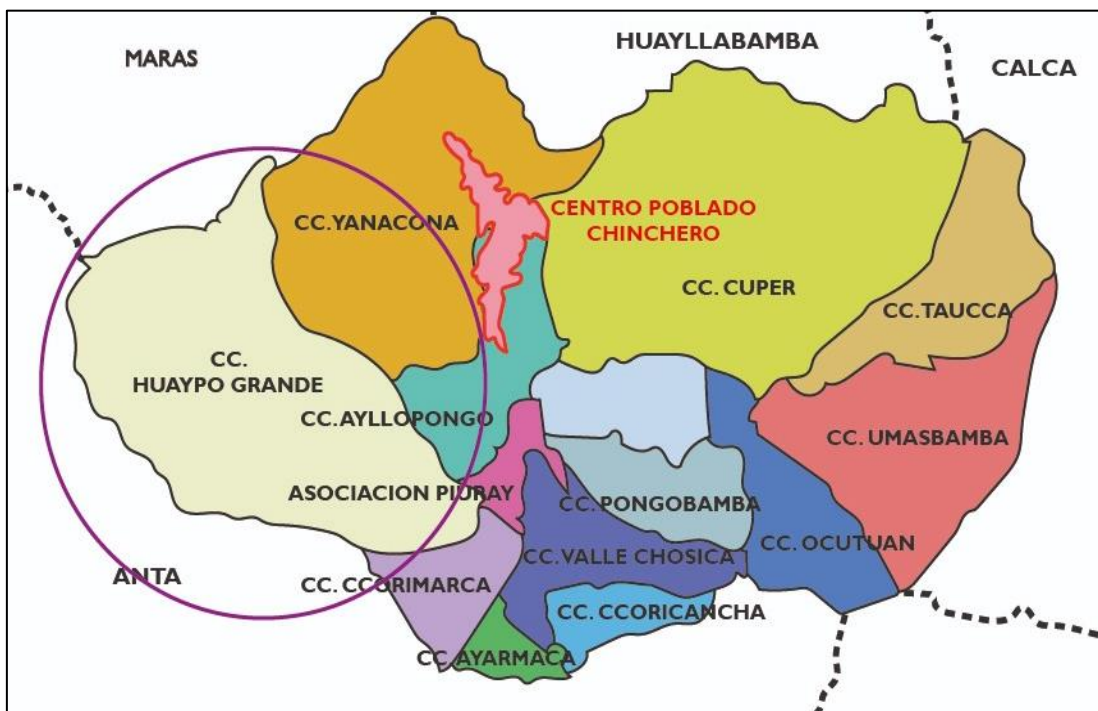 HUAYLLABAMBA
MARAS
CALCA
CENTRO POBLADO
CHINCHERO
CC. YANACONA
CC. CUPER
CC. TAUCCA
CC.
HUAYPO GRANDE
CC. AYLLOPONGO
CC. UMASBAMBA
ASOCIACION PIURAY
CC. PONGOBAMBA
CC. OCUTUAN
CC. VALLE CHOSICA
ANTA
CC. CCORIMARCA
CC. CCORICANCHA
CC. AYARMACA